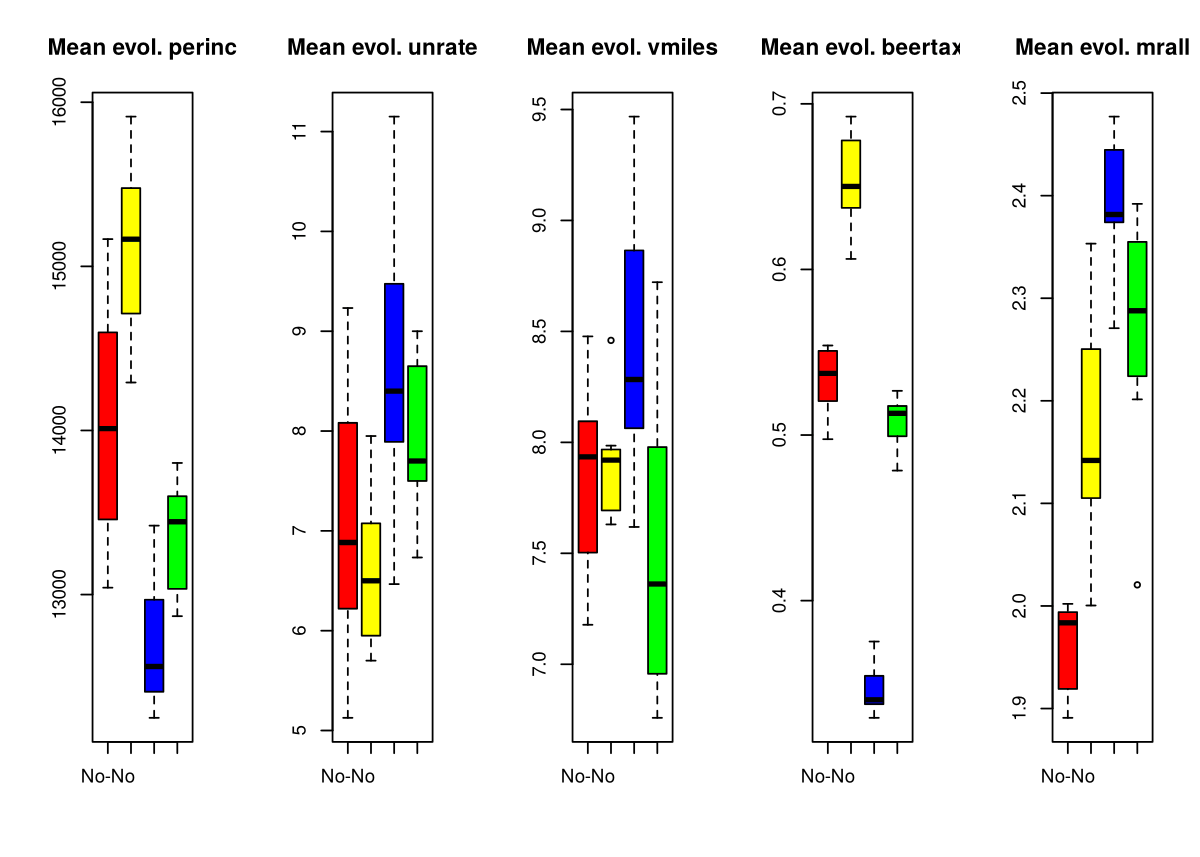 Mean evol. perinc
16000
15000
14000
13000
No-No
Mean evol. unrate
11
10
9
8
7
6
5
No-No
Mean evol. vmiles
9.5
9.0
8.5
8.0
7.5
7.0
No-No
Mean evol. beertax
0.7
0.6
0.5
0.4
No-No
Mean evol. mrall
2.5
2.4
2.3
2.2
2.1
2.0
1.9
No-No